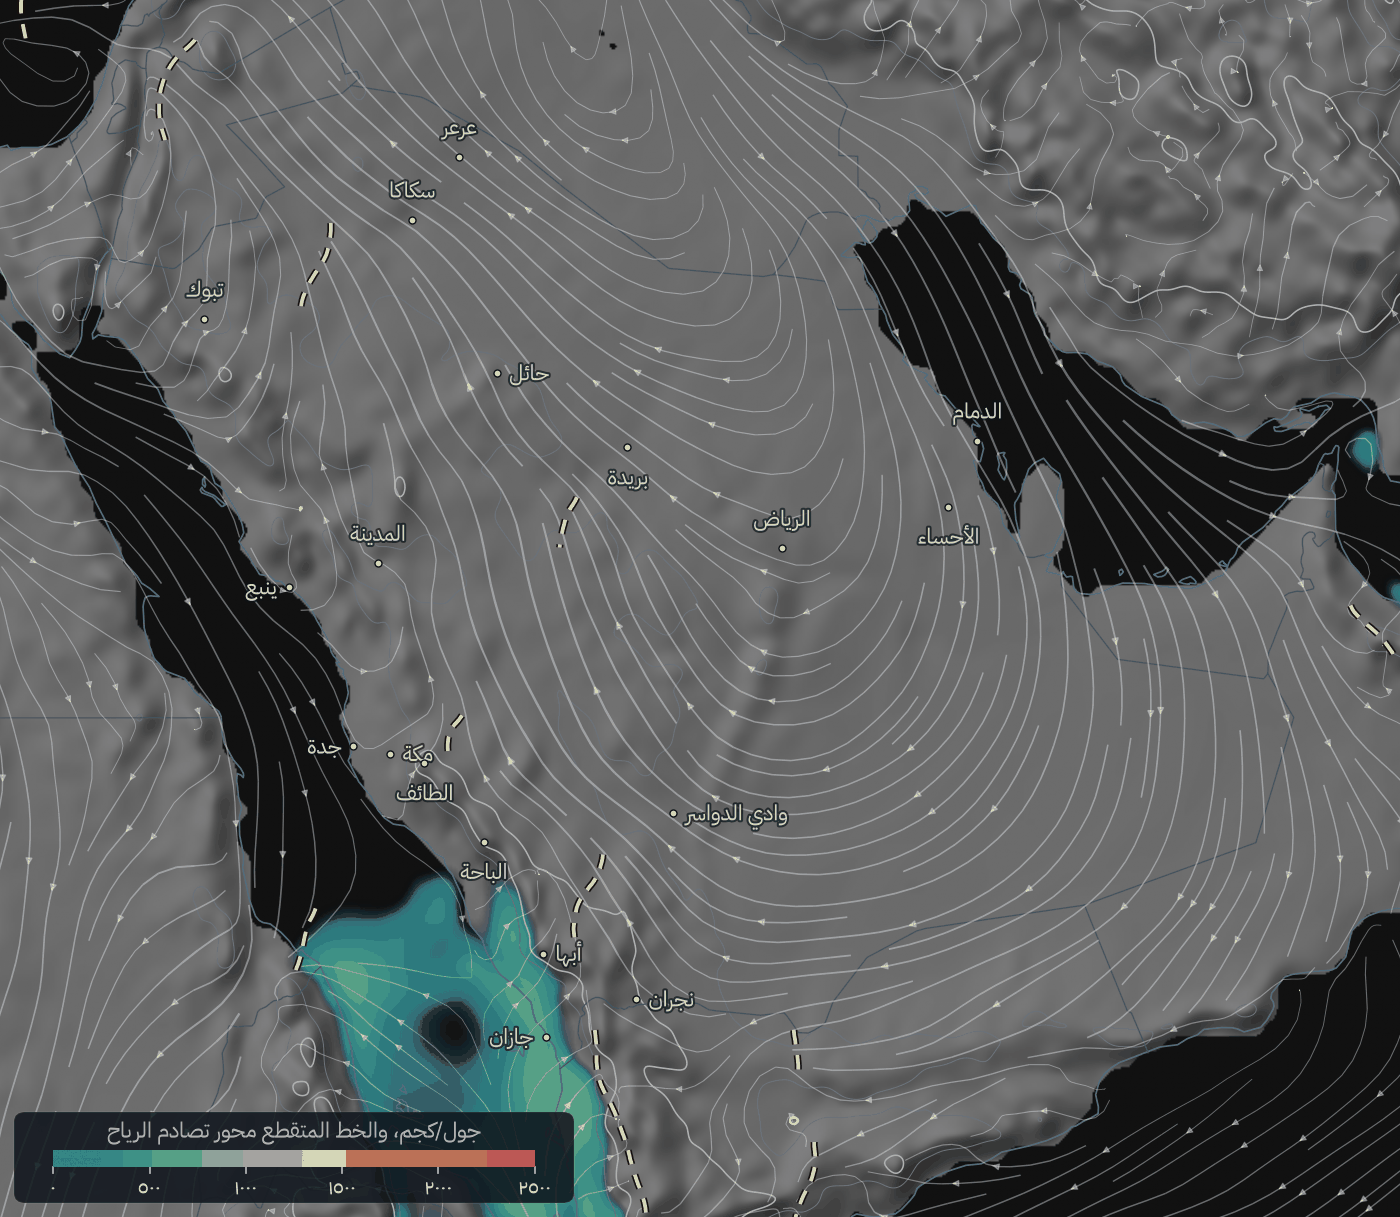 عرعر
سكاكا
تبوك
حائل
الدمام
بريدة
الرياض
الأحساء
المدينة
ينبع
جدة
مكة
الطائف
وادي الدواسر
الباحة
أبها
نجران
جازان
جول/كجم، والخط المتقطع محور تصادم الرياح
٠ ٥٠٠ ١٠٠٠ ١٥٠٠ ٢٠٠٠ ٢٥٠٠